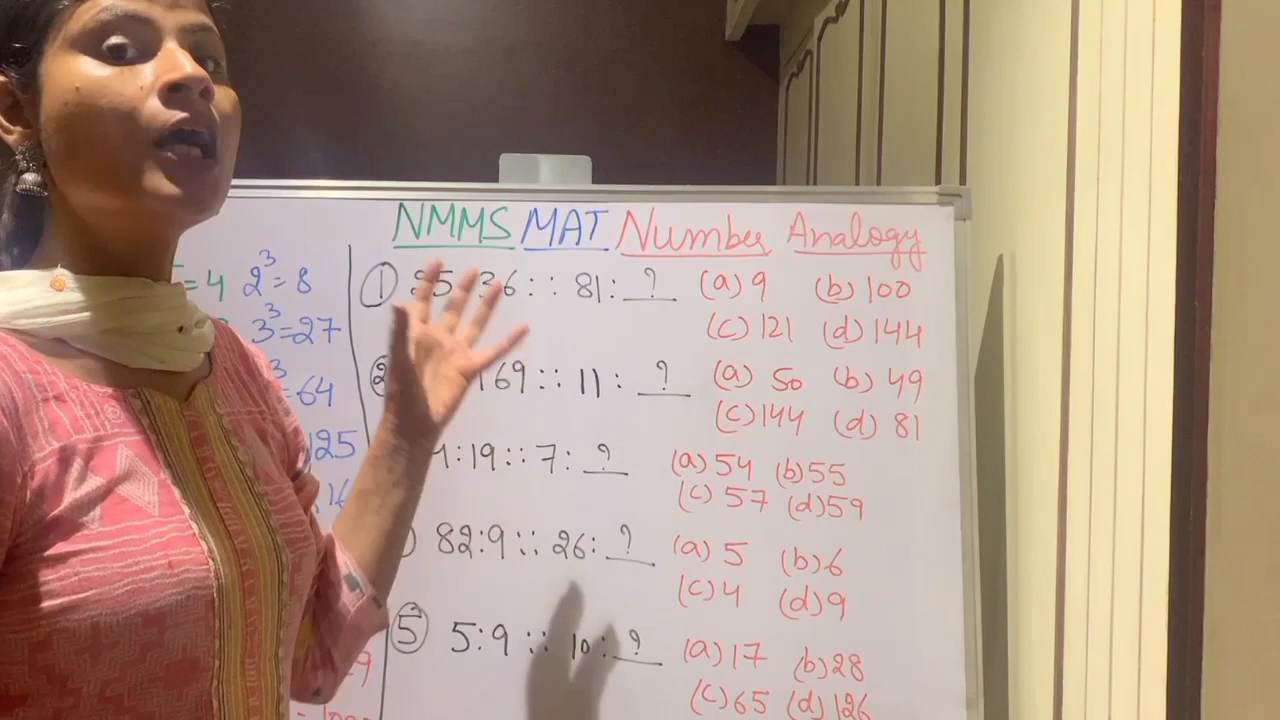 NMMS MAT Number Analogy
=4 2³=8
3³=27
³=64
125
① 25 36 :: 81 : ? (a) 9 (b) 100
(c) 121 (d) 144
169 :: 11 : ? (a) 50 (b) 49
(c) 144 (d) 81
: 19 :: 7 : ? (a) 54 (b) 55
(c) 57 (d) 59
82 : 9 :: 26 : ? (a) 5 (b) 6
(c) 4 (d) 9
⑤ 5 : 9 :: 10 : ? (a) 17 (b) 28
(c) 65 (d) 126